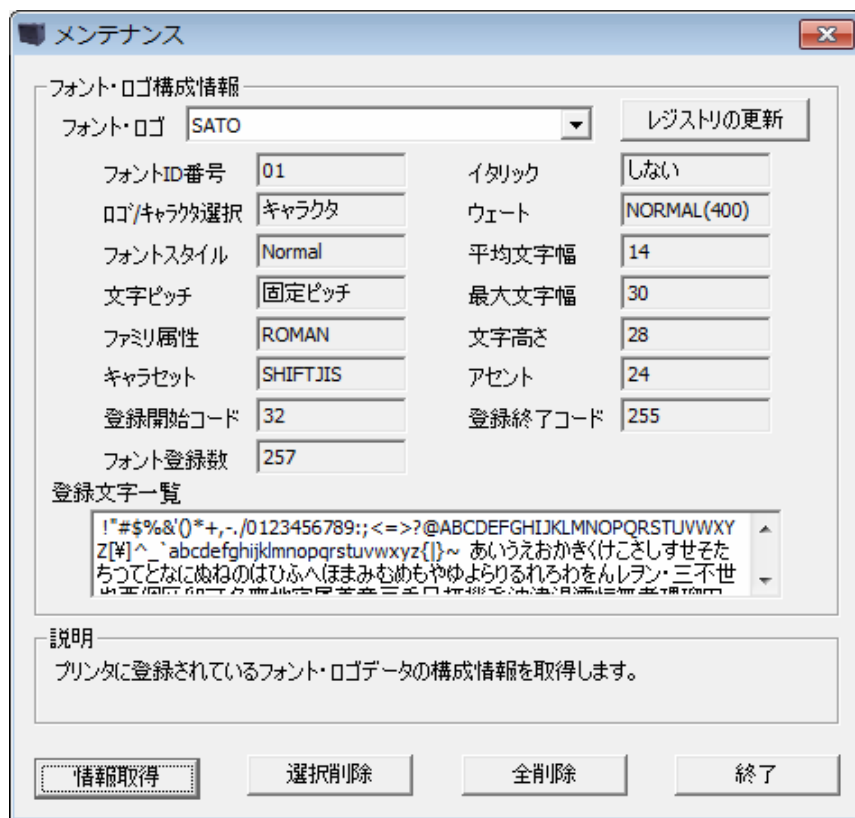 メンテナンス
フォント・ロゴ構成情報
フォント・ロゴ SATO レジストリの更新
フォントID番号 01 イタリック しない
ロゴ/キャラクタ選択 キャラクタ ウェート NORMAL(400)
フォントスタイル Normal 平均文字幅 14
文字ピッチ 固定ピッチ 最大文字幅 30
ファミリ属性 ROMAN 文字高さ 28
キャラセット SHIFTJIS アセント 24
登録開始コード 32 登録終了コード 255
フォント登録数 257
登録文字一覧
!"#$%&'()*+,-./0123456789:;<=>?@ABCDEFGHIJKLMNOPQRSTUVWXY
Z[¥]^_`abcdefghijklmnopqrstuvwxyz{|}~ あいうえおかきくけこさしすせそた
ちつてとなにぬねのはひふへほまみむめもやゆよらりるれろわをんレヲン・三不世
説明
プリンタに登録されているフォント・ロゴデータの構成情報を取得します。
情報取得 選択削除 全削除 終了